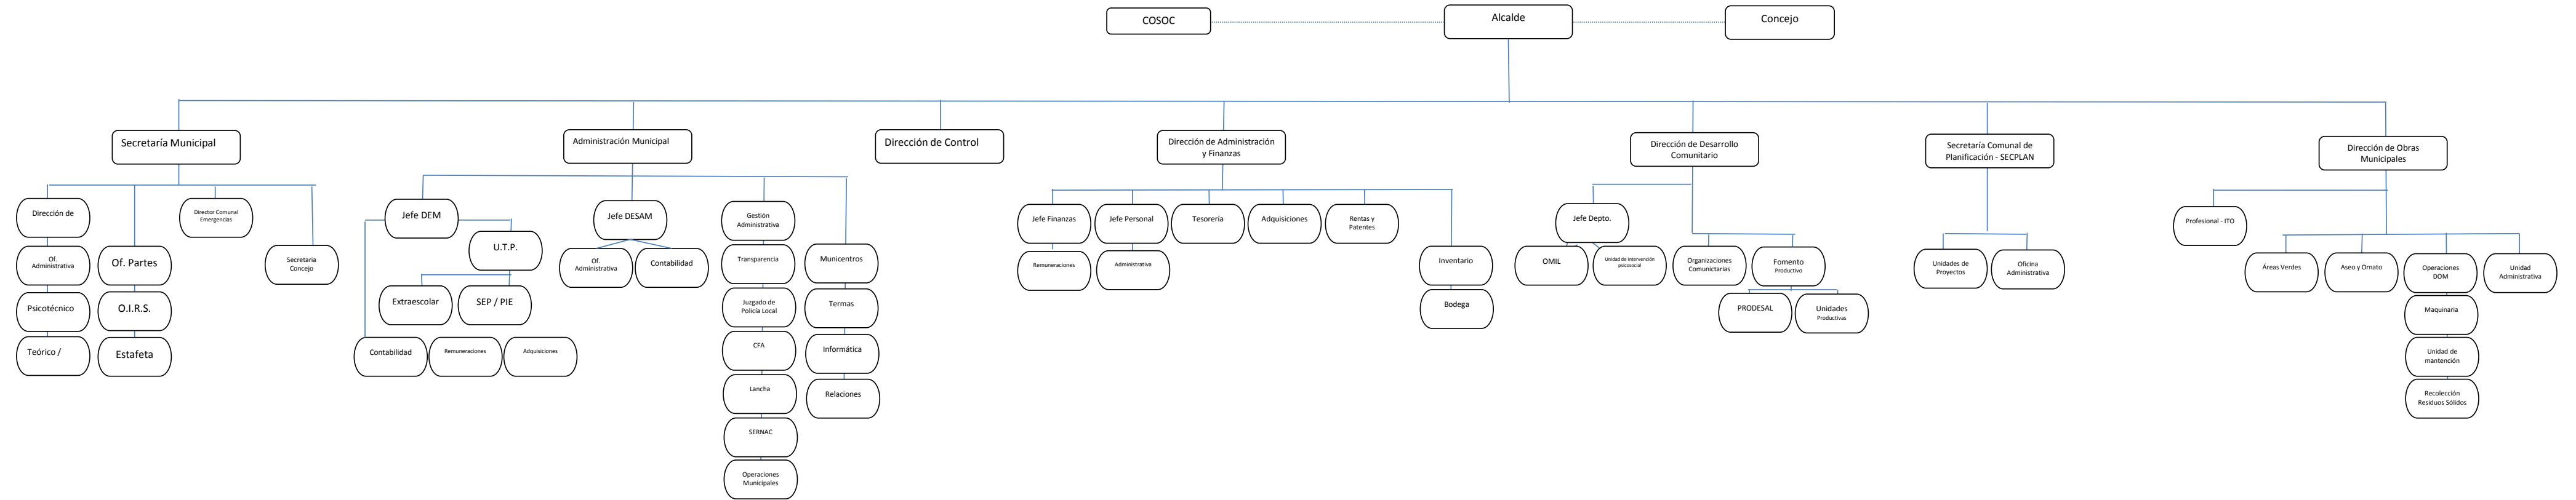 COSOC
Alcalde
Concejo
Secretaría Municipal
Administración Municipal
Dirección de Control
Dirección de Administración
y Finanzas
Dirección de Desarrollo
Comunitario
Secretaría Comunal de
Planificación - SECPLAN
Dirección de Obras
Municipales
Dirección de
Of.
Administrativa
Psicotécnico
Teórico /
Of. Partes
O.I.R.S.
Estafeta
Director Comunal
Emergencias
Secretaria
Concejo
Jefe DEM
U.T.P.
Extraescolar
SEP / PIE
Contabilidad
Remuneraciones
Adquisiciones
Jefe DESAM
Of.
Administrativa
Contabilidad
Gestión
Administrativa
Transparencia
Juzgado de
Policía Local
CFA
Lancha
SERNAC
Operaciones
Municipales
Municentros
Termas
Informática
Relaciones
Jefe Finanzas
Remuneraciones
Jefe Personal
Administrativa
Tesorería
Adquisiciones
Rentas y
Patentes
Inventario
Bodega
Jefe Depto.
OMIL
Unidad de Intervención
psicosocial
Organizaciones
Comunictarias
Fomento
Productivo
PRODESAL
Unidades
Productivas
Unidades de
Proyectos
Oficina
Administrativa
Profesional - ITO
Áreas Verdes
Aseo y Ornato
Operaciones
DOM
Maquinaria
Unidad de
mantención
Recolección
Residuos Sólidos
Unidad
Administrativa